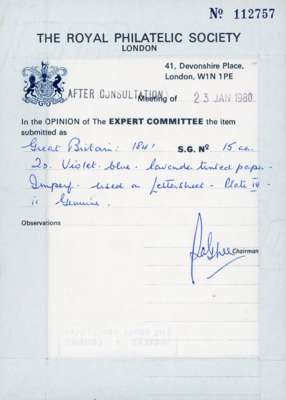 Nº 112757
THE ROYAL PHILATELIC SOCIETY
LONDON
41, Devonshire Place,
London, W1N 1PE
AFTER CONSULTATION
Meeting of 23 JAN 1980
In the OPINION of The EXPERT COMMITTEE the item
submitted as
Great Britain: 1841 S.G. Nº 15 aa.
2d. Violet-blue - lavender tinted paper -
Imperf - used on Lettersheet - Plate iv -
is Genuine.
Observations
Chairman